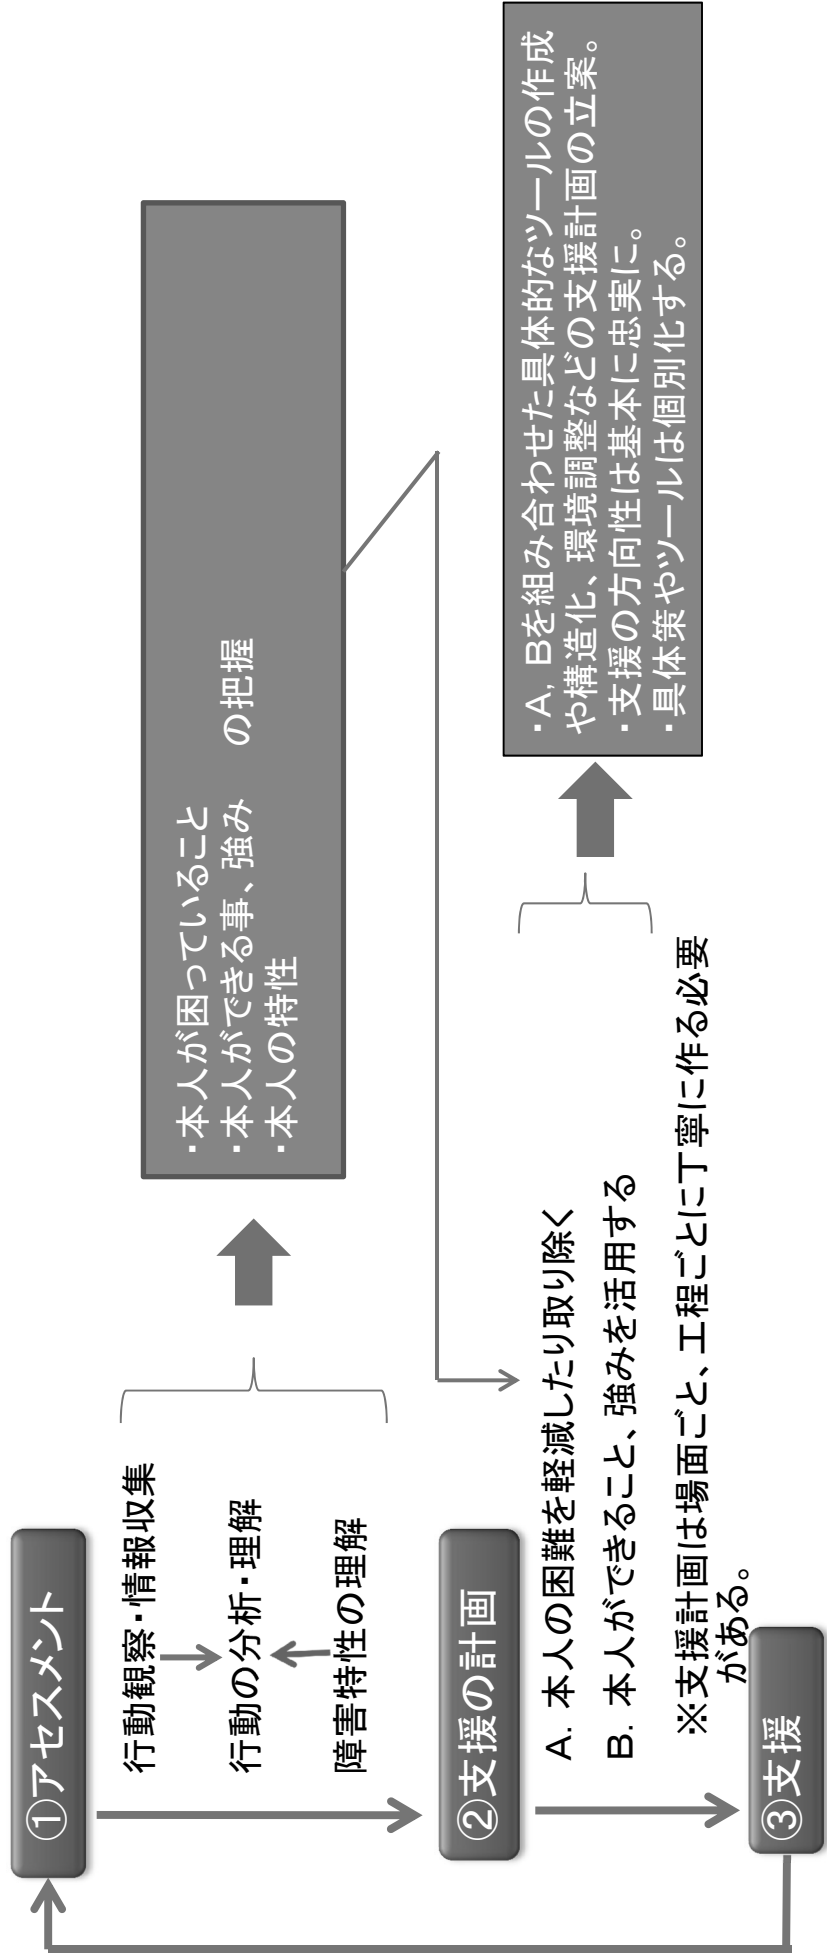 ①アセスメント
行動観察・情報収集
行動の分析・理解
障害特性の理解
・本人が困っていること
・本人ができる事、強み　の把握
・本人の特性
②支援の計画
A. 本人の困難を軽減したり取り除く
B. 本人ができること、強みを活用する
※支援計画は場面ごと、工程ごとに丁寧に作る必要
がある。
・A, Bを組み合わせた具体的なツールの作成
や構造化、環境調整などの支援計画の立案。
・支援の方向性は基本に忠実に。
・具体策やツールは個別化する。
③支援